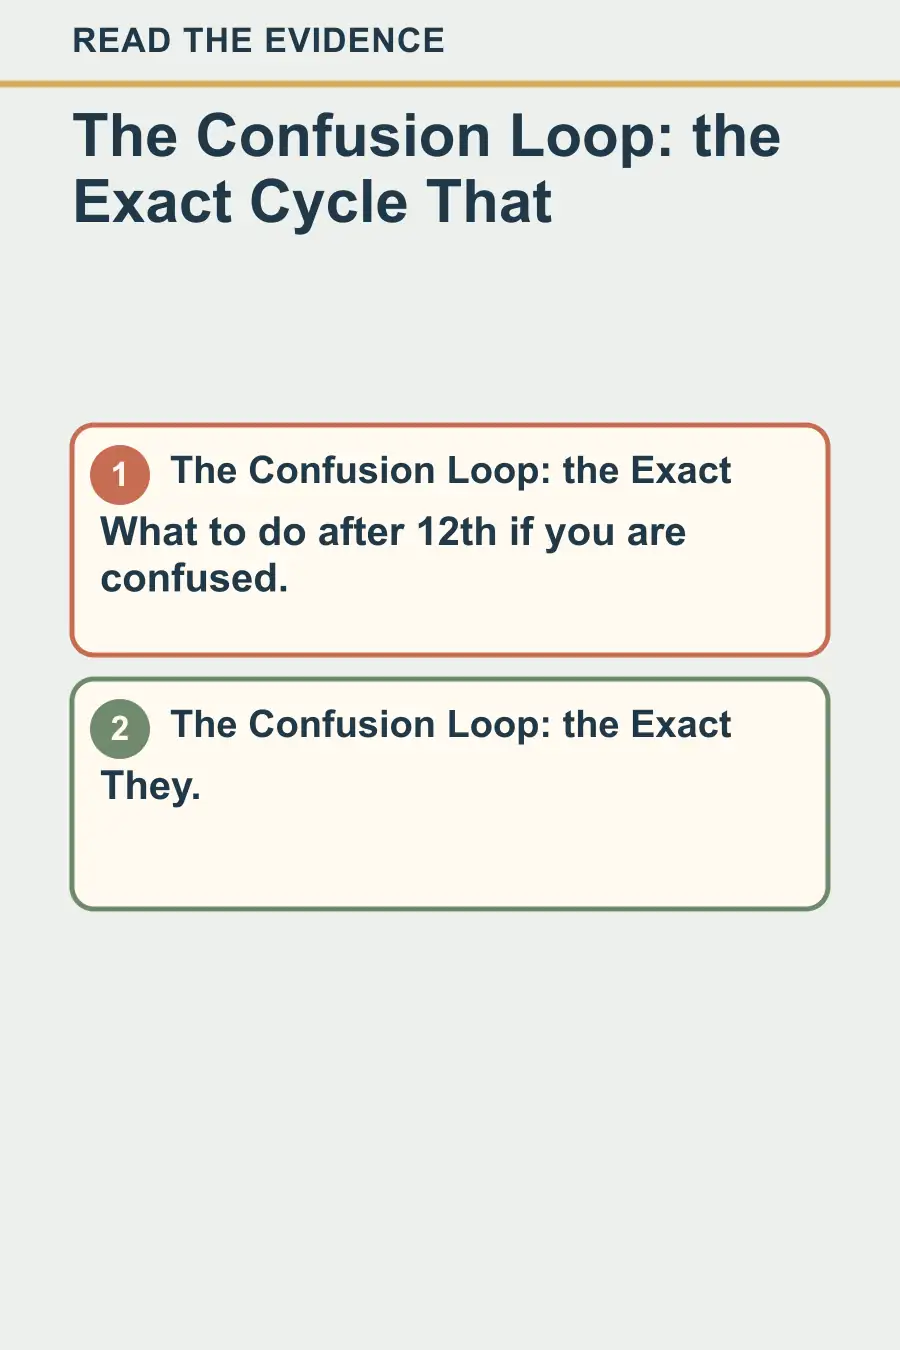 READ THE EVIDENCE
The Confusion Loop: the
Exact Cycle That
1 The Confusion Loop: the Exact
What to do after 12th if you are
confused.
2 The Confusion Loop: the Exact
They.